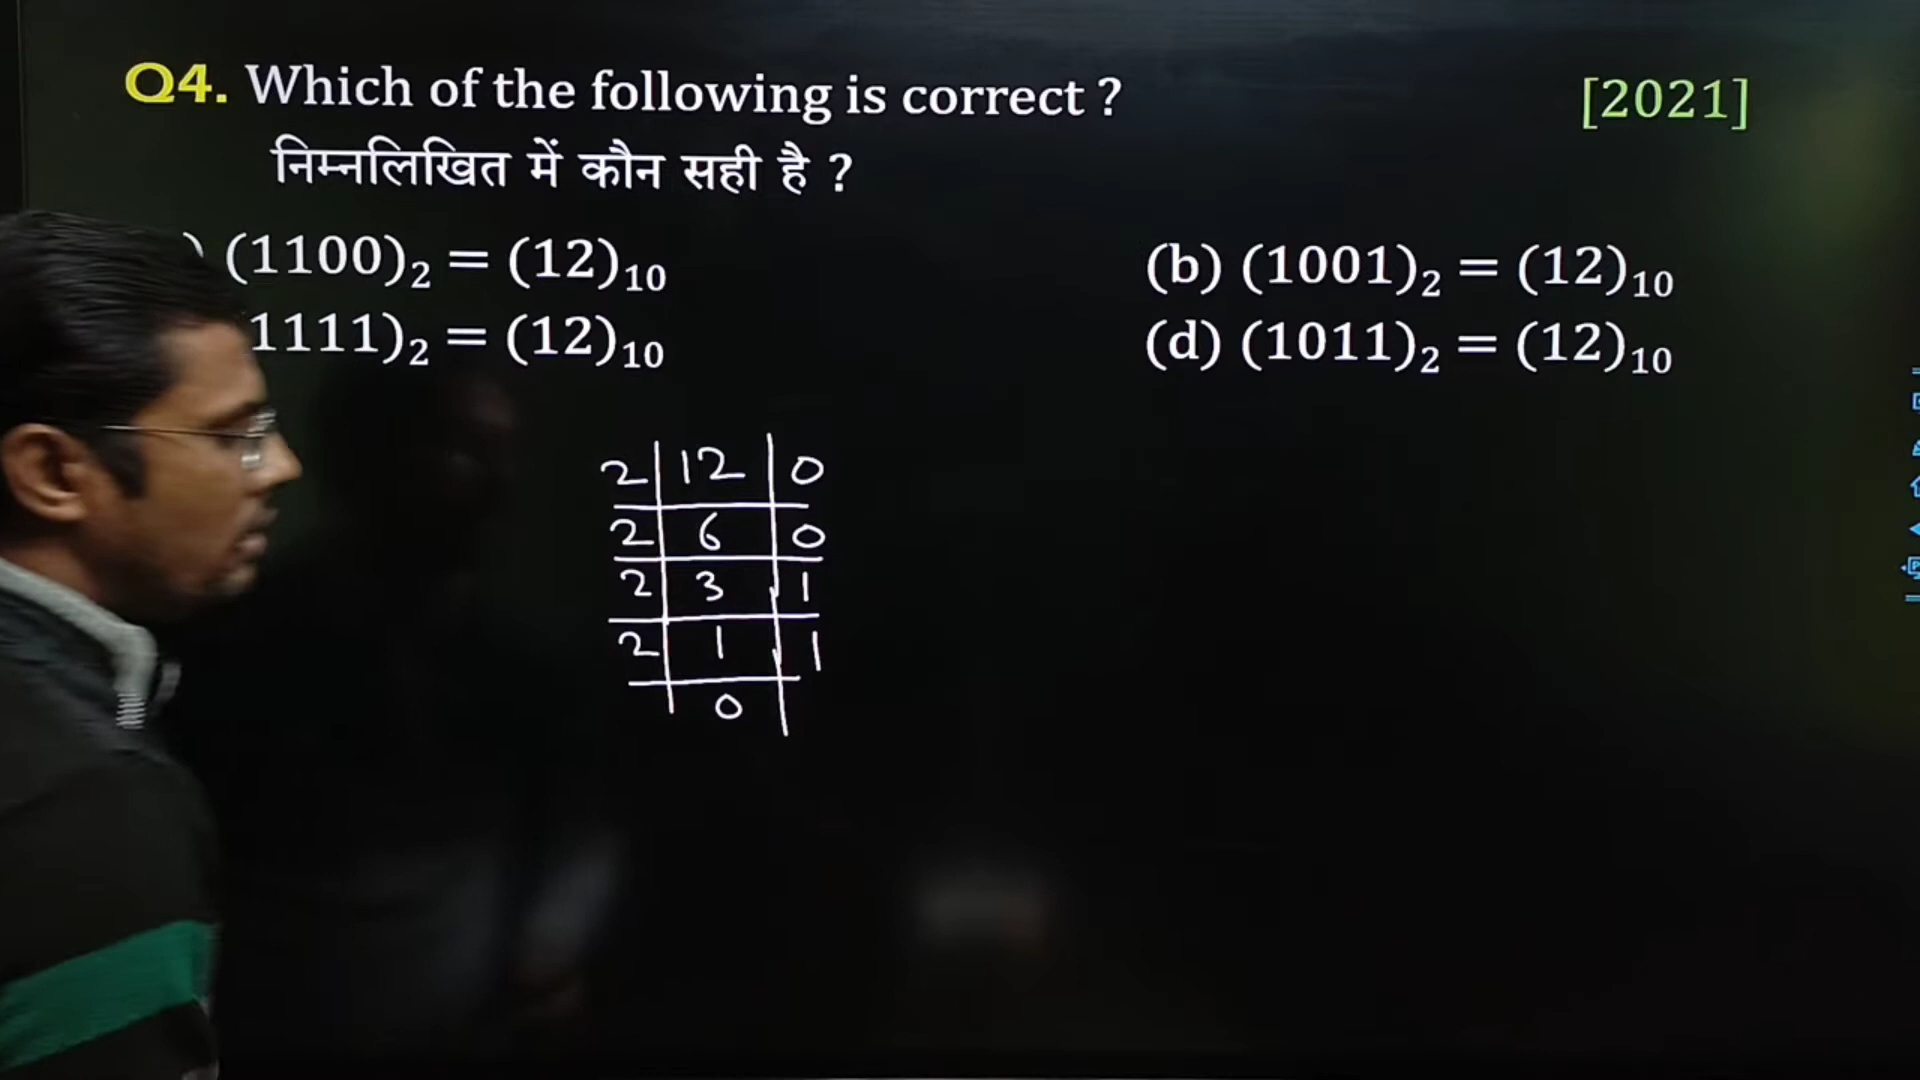 Q4. Which of the following is correct ? [2021]
निम्नलिखित में कौन सही है ?
) (1100)₂ = (12)₁₀ (b) (1001)₂ = (12)₁₀
1111)₂ = (12)₁₀ (d) (1011)₂ = (12)₁₀
2 12 0
2 6 0
2 3 1
2 1 1
0